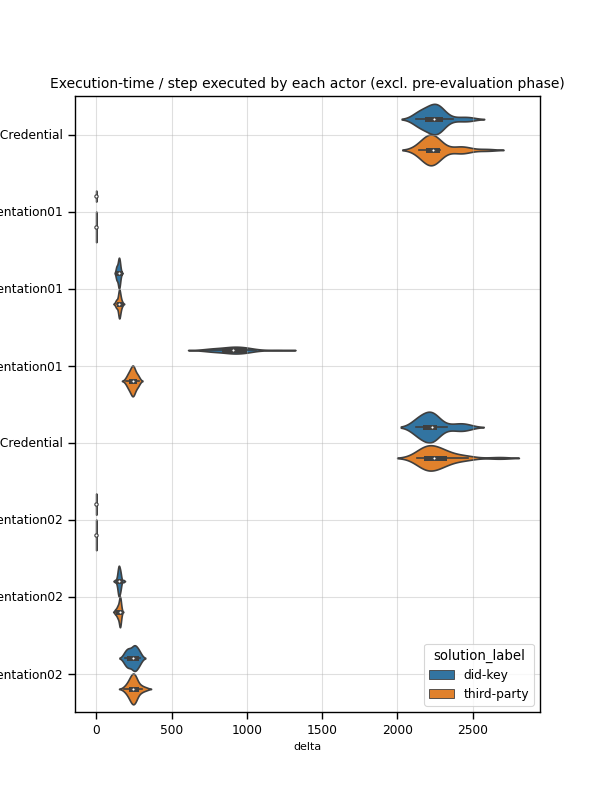 Execution-time / step executed by each actor (excl. pre-evaluation phase)
Credential
entation01
entation01
entation01
Credential
entation02
entation02
entation02
solution_label
did-key
third-party
0 500 1000 1500 2000 2500
delta